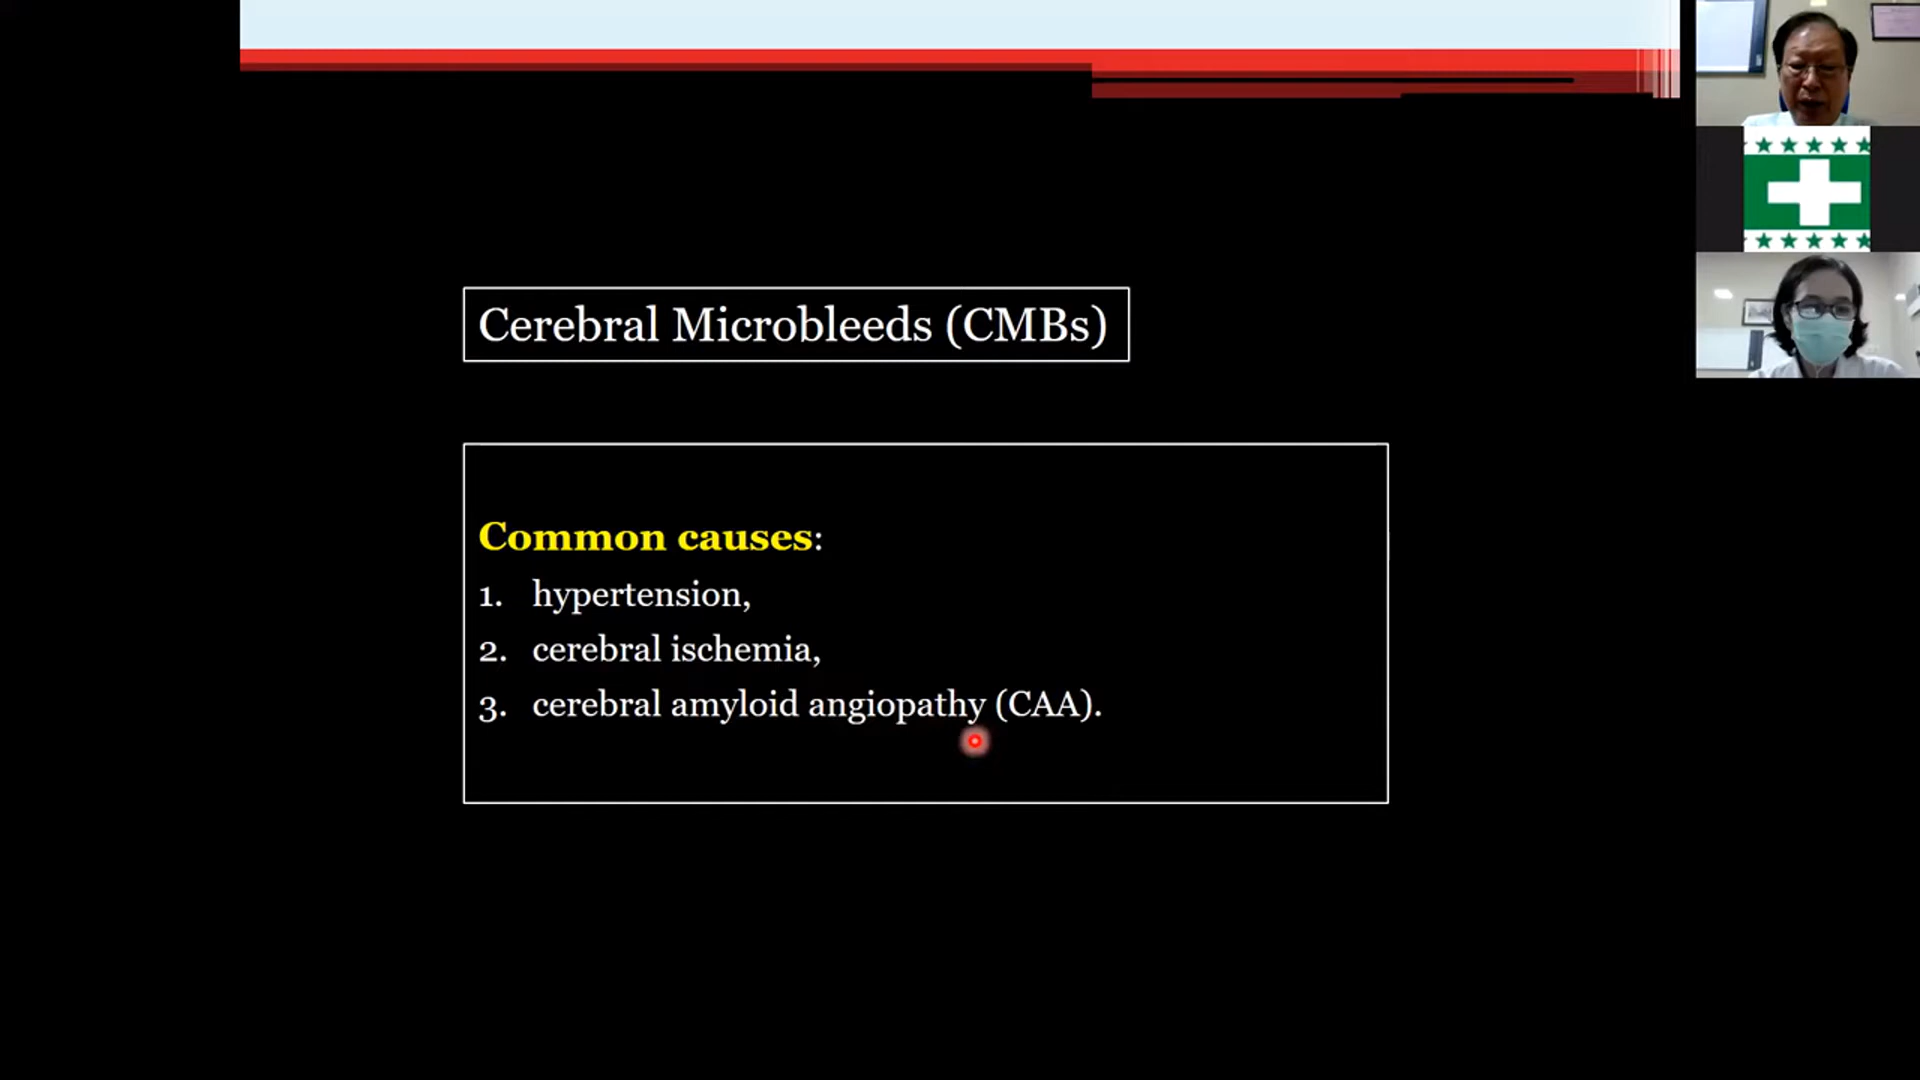 Cerebral Microbleeds (CMBs)
Common causes:
1. hypertension,
2. cerebral ischemia,
3. cerebral amyloid angiopathy (CAA).